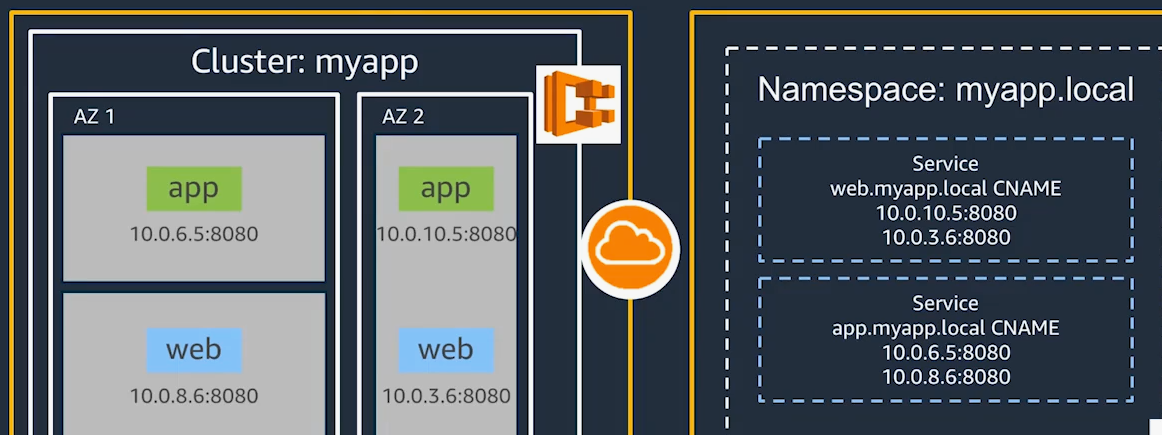 Cluster: myapp
AZ 1
app
10.0.6.5:8080
web
10.0.8.6:8080
AZ 2
app
10.0.10.5:8080
web
10.0.3.6:8080
Namespace: myapp.local
Service
web.myapp.local CNAME
10.0.10.5:8080
10.0.3.6:8080
Service
app.myapp.local CNAME
10.0.6.5:8080
10.0.8.6:8080